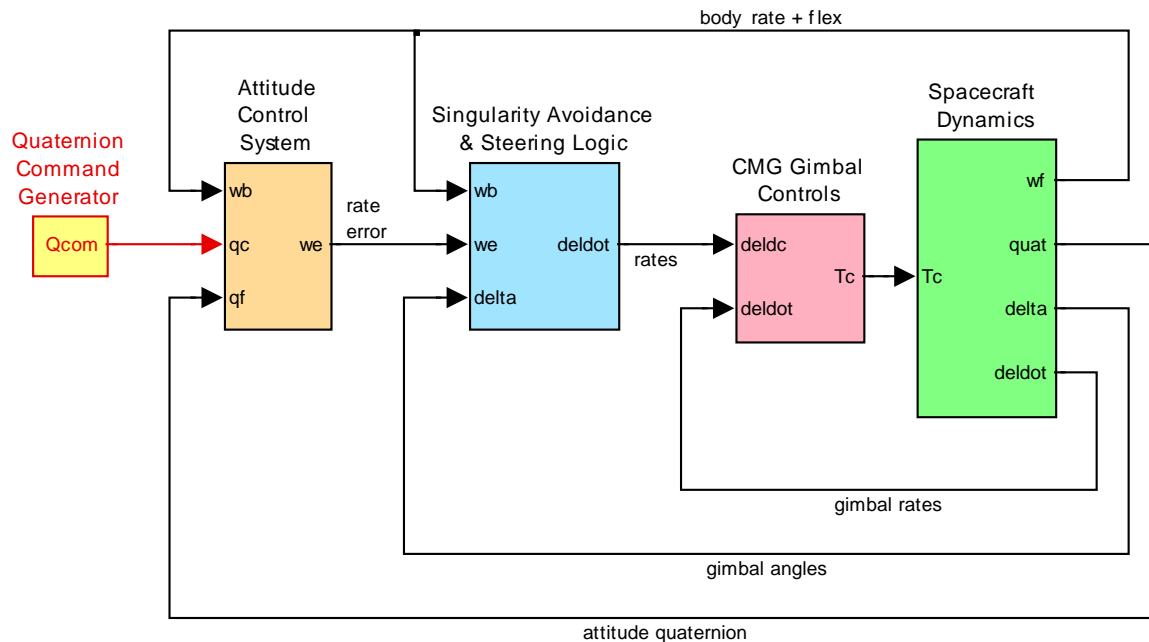 body rate + flex
Attitude
Control
System
Singularity Avoidance
& Steering Logic
Spacecraft
Dynamics
Quaternion
Command
Generator
CMG Gimbal
Controls
wb
wb
wf
rate
error
Qcom
qc
we
we
deldot
rates
deldc
quat
Tc
Tc
qf
delta
deldot
delta
deldot
gimbal rates
gimbal angles
attitude quaternion